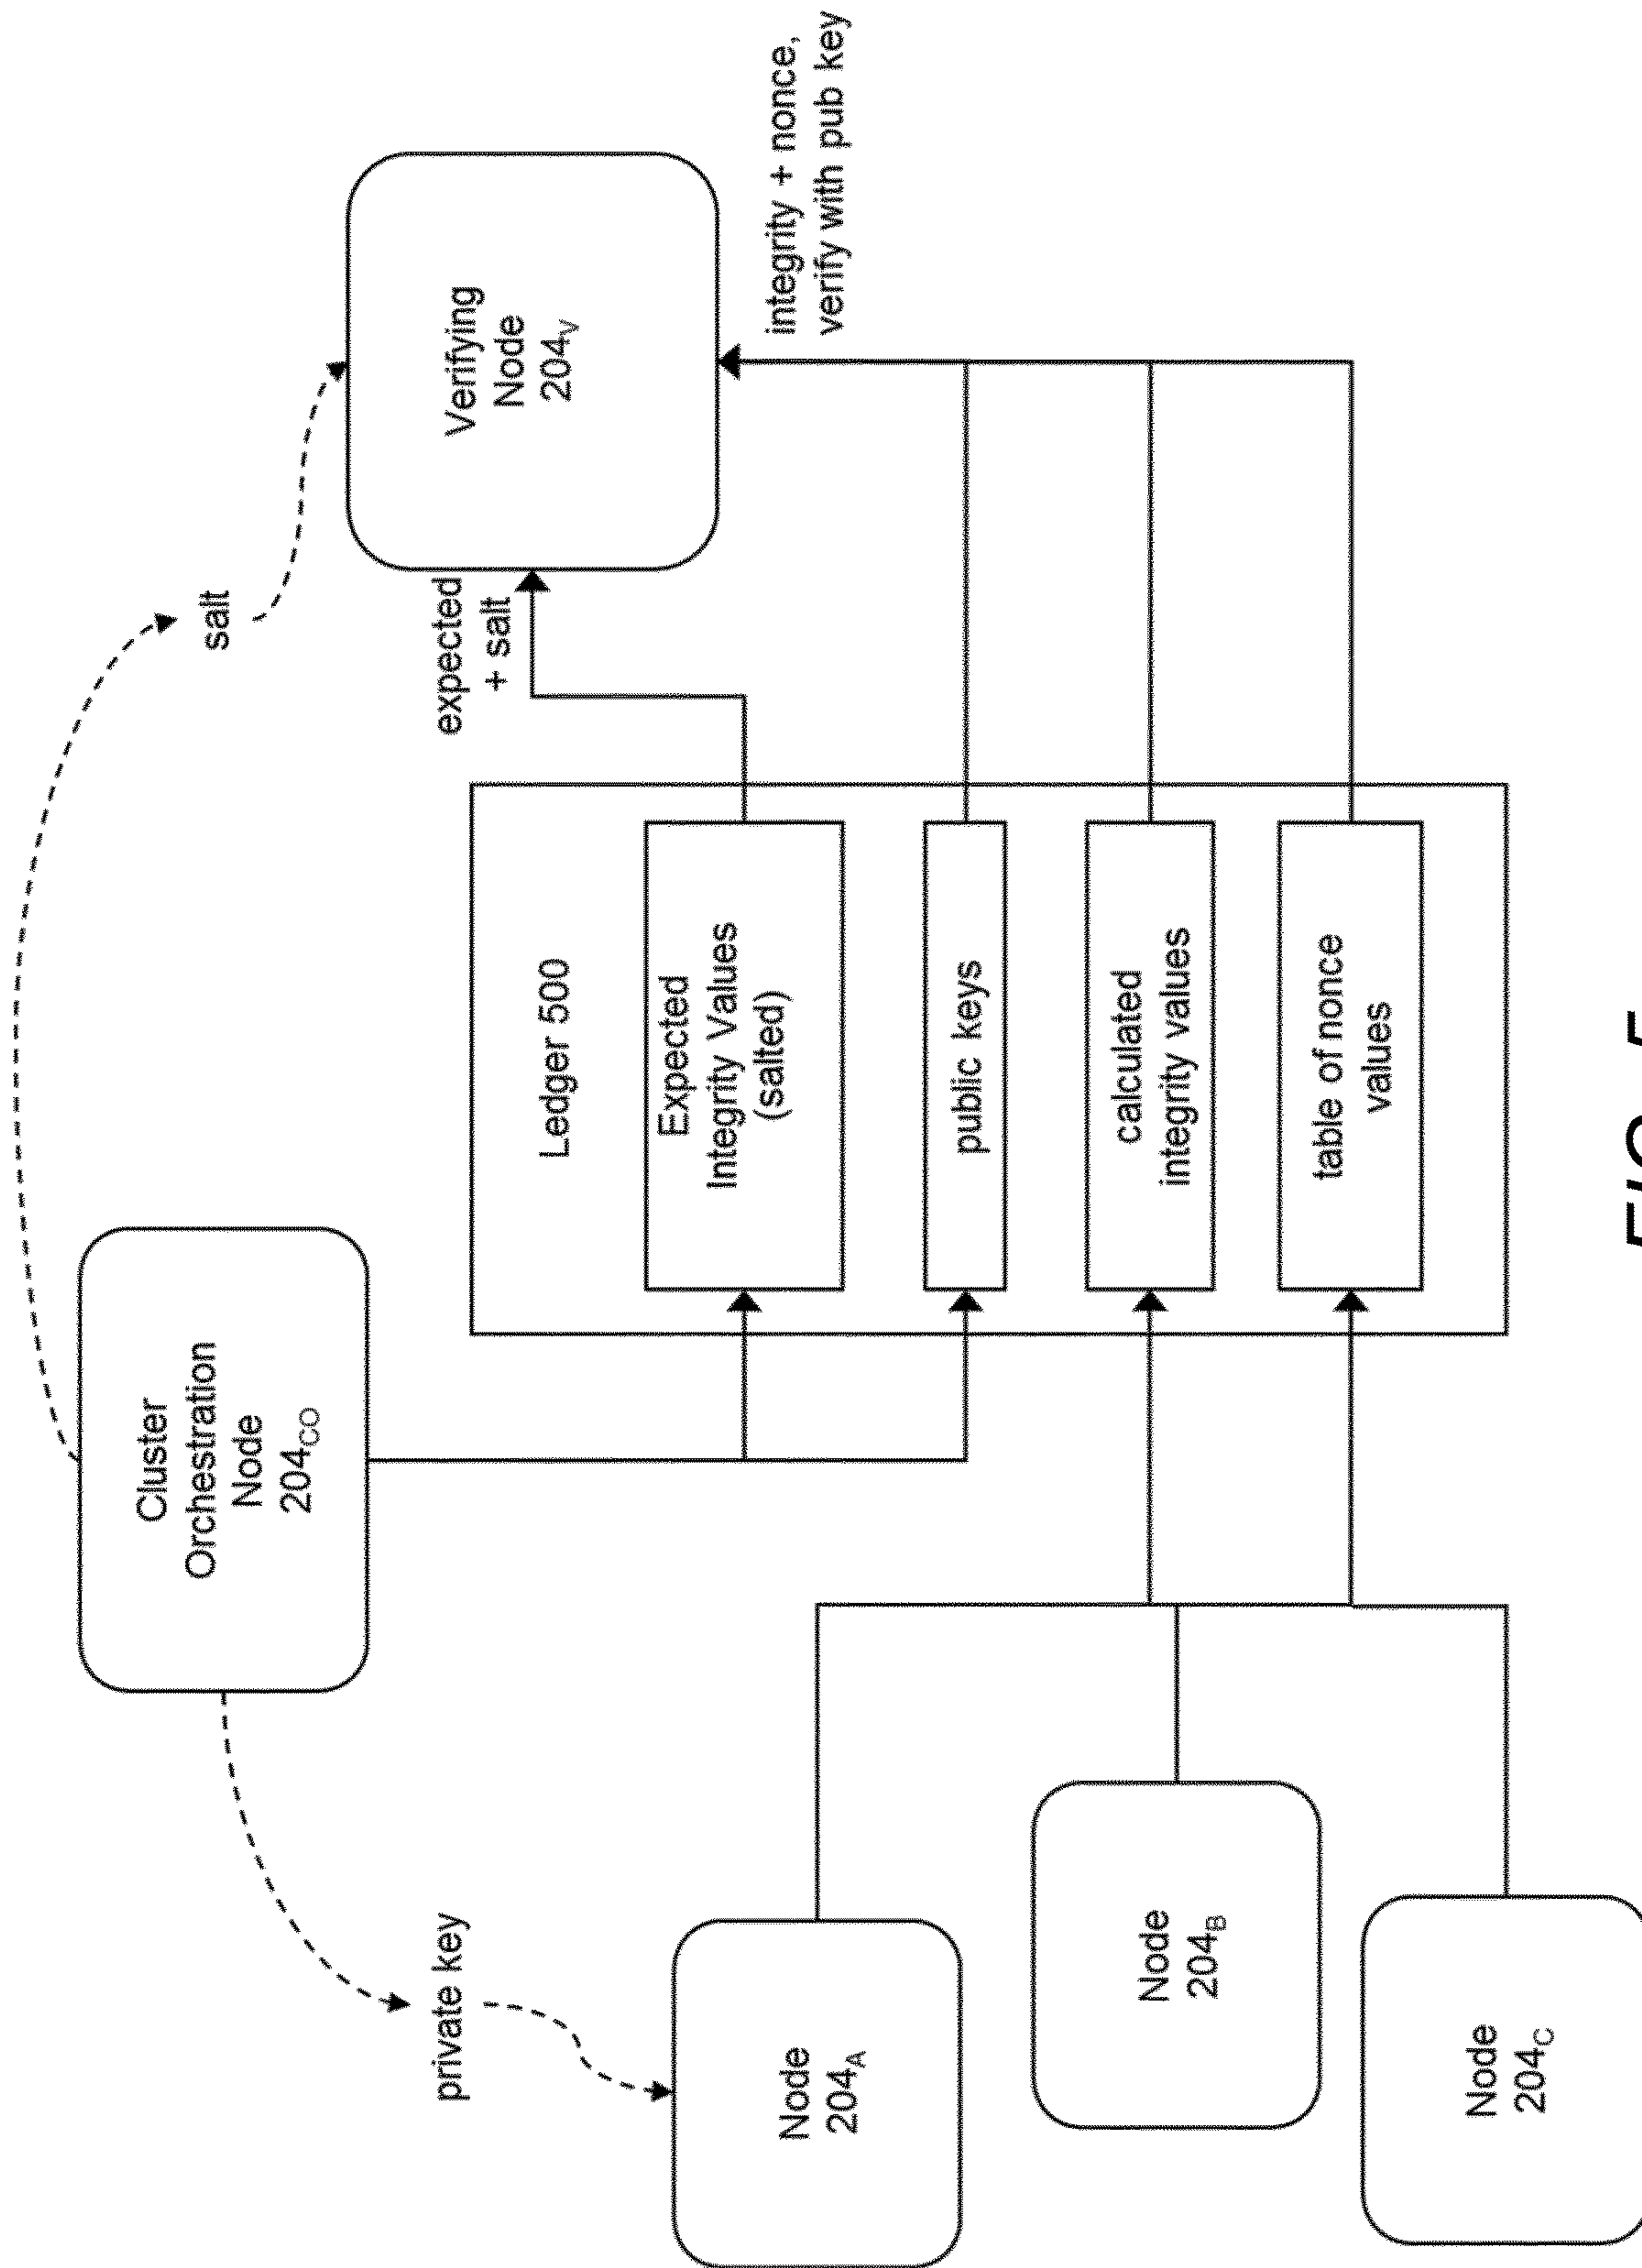 salt
Cluster
Orchestration
Node
204CO
private key
expected
+ salt
Verifying
Node
204V
Ledger 500
Expected
Integrity Values
(salted)
public keys
calculated
integrity values
table of nonce
values
integrity + nonce,
verify with pub key
Node
204A
Node
204B
Node
204C